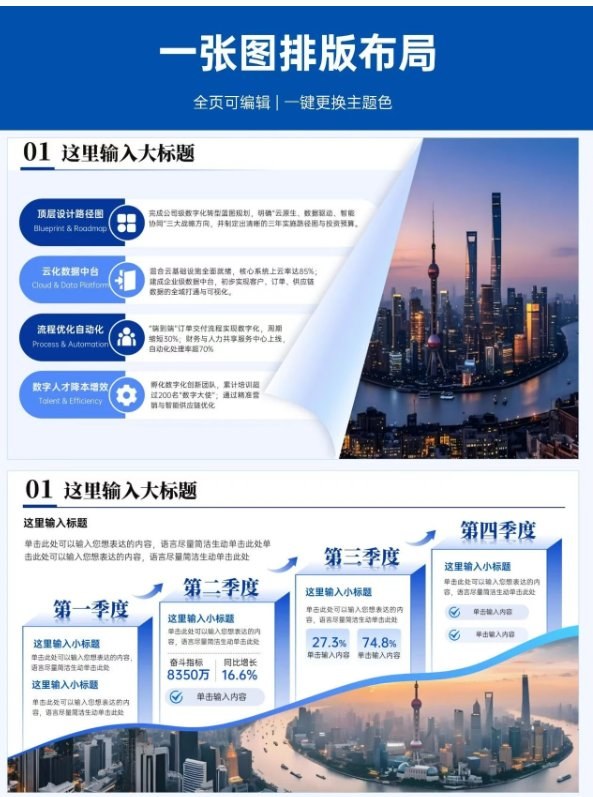 一张图排版布局
全页可编辑 | 一键更换主题色
01 这里输入大标题
顶层设计路径图
Blueprint & Roadmap
完成公司级数字化转型蓝图规划，明确“云原生、数据驱动、智能
协同”三大战略方向，并制定出清晰的三年实施路径图与投资预算。
云化数据中台
Cloud & Data Platform
混合云基础设施全面就绪，核心系统上云率达85%；
建成企业级数据中台，初步实现客户、订单、供应链
数据的全域打通与可视化。
流程优化自动化
Process & Automation
“端到端”订单交付流程实现数字化，周期
缩短30%；财务与人力共享服务中心上线，
自动化处理率超70%
数字人才降本增效
Talent & Efficiency
孵化数字化创新团队，累计培训超
过200名“数字大使”；通过精准营
销与智能供应链优化
01 这里输入大标题
这里输入标题
单击此处可以输入您想表达的内容，语言尽量简洁生动单击此处单
击此处可以输入您想表达的内容，语言尽量简洁生动单击此处
第一季度
这里输入小标题
单击此处可以输入您想表达的内容，
语言尽量简洁生动单击此处
这里输入小标题
单击此处可以输入您想表达的内容，
语言尽量简洁生动单击此处
第二季度
这里输入小标题
单击此处可以输入您想表达的内容，
语言尽量简洁生动单击此处
奋斗指标 同比增长
8350万 16.6%
单击输入内容
第三季度
这里输入小标题
单击此处可以输入您想表达的内
容，语言尽量简洁生动单击此处
27.3% 74.8%
单击输入内容 单击输入内容
第四季度
这里输入小标题
单击此处可以输入您想表达的内
容，语言尽量简洁生动单击此处
单击输入内容
单击输入内容